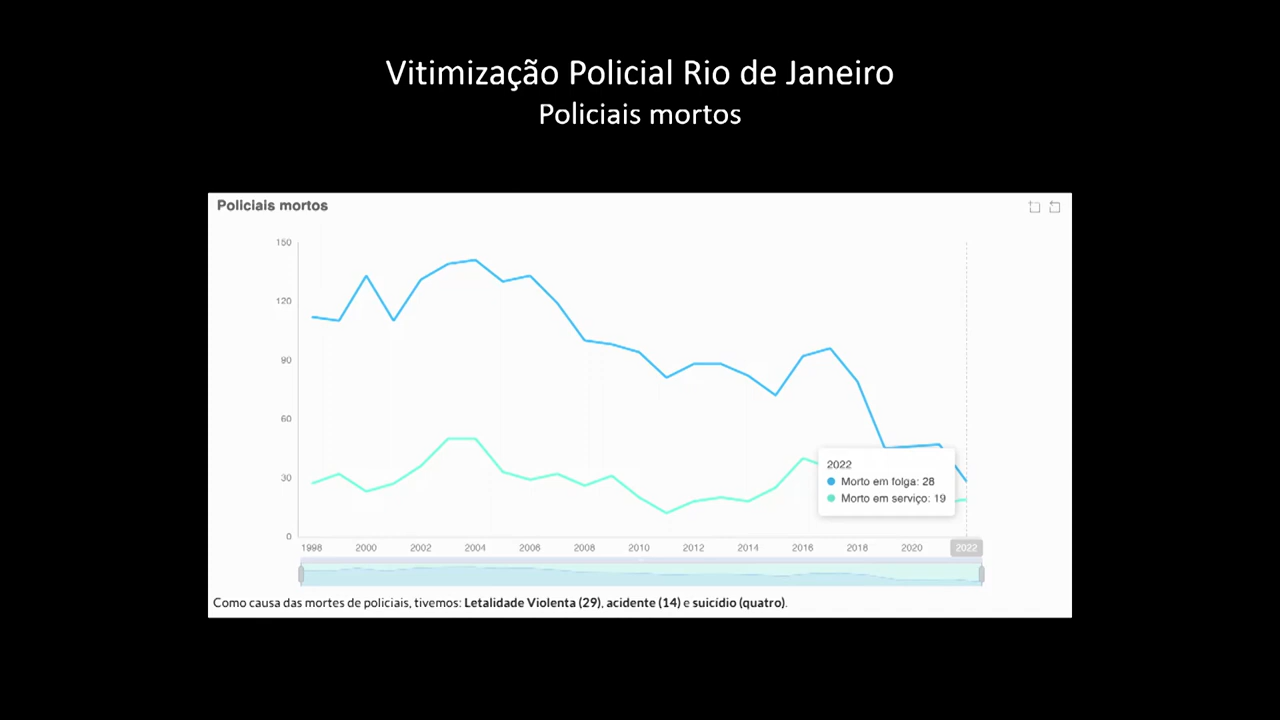 Vitimização Policial Rio de Janeiro
Policiais mortos
Policiais mortos
150
120
90
60
30
0
2022
Morto em folga: 28
Morto em serviço: 19
1998 2000 2002 2004 2006 2008 2010 2012 2014 2016 2018 2020 2022
Como causa das mortes de policiais, tivemos: Letalidade Violenta (29), acidente (14) e suicídio (quatro).